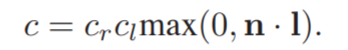 c = c_r c_l max(0, n · l).